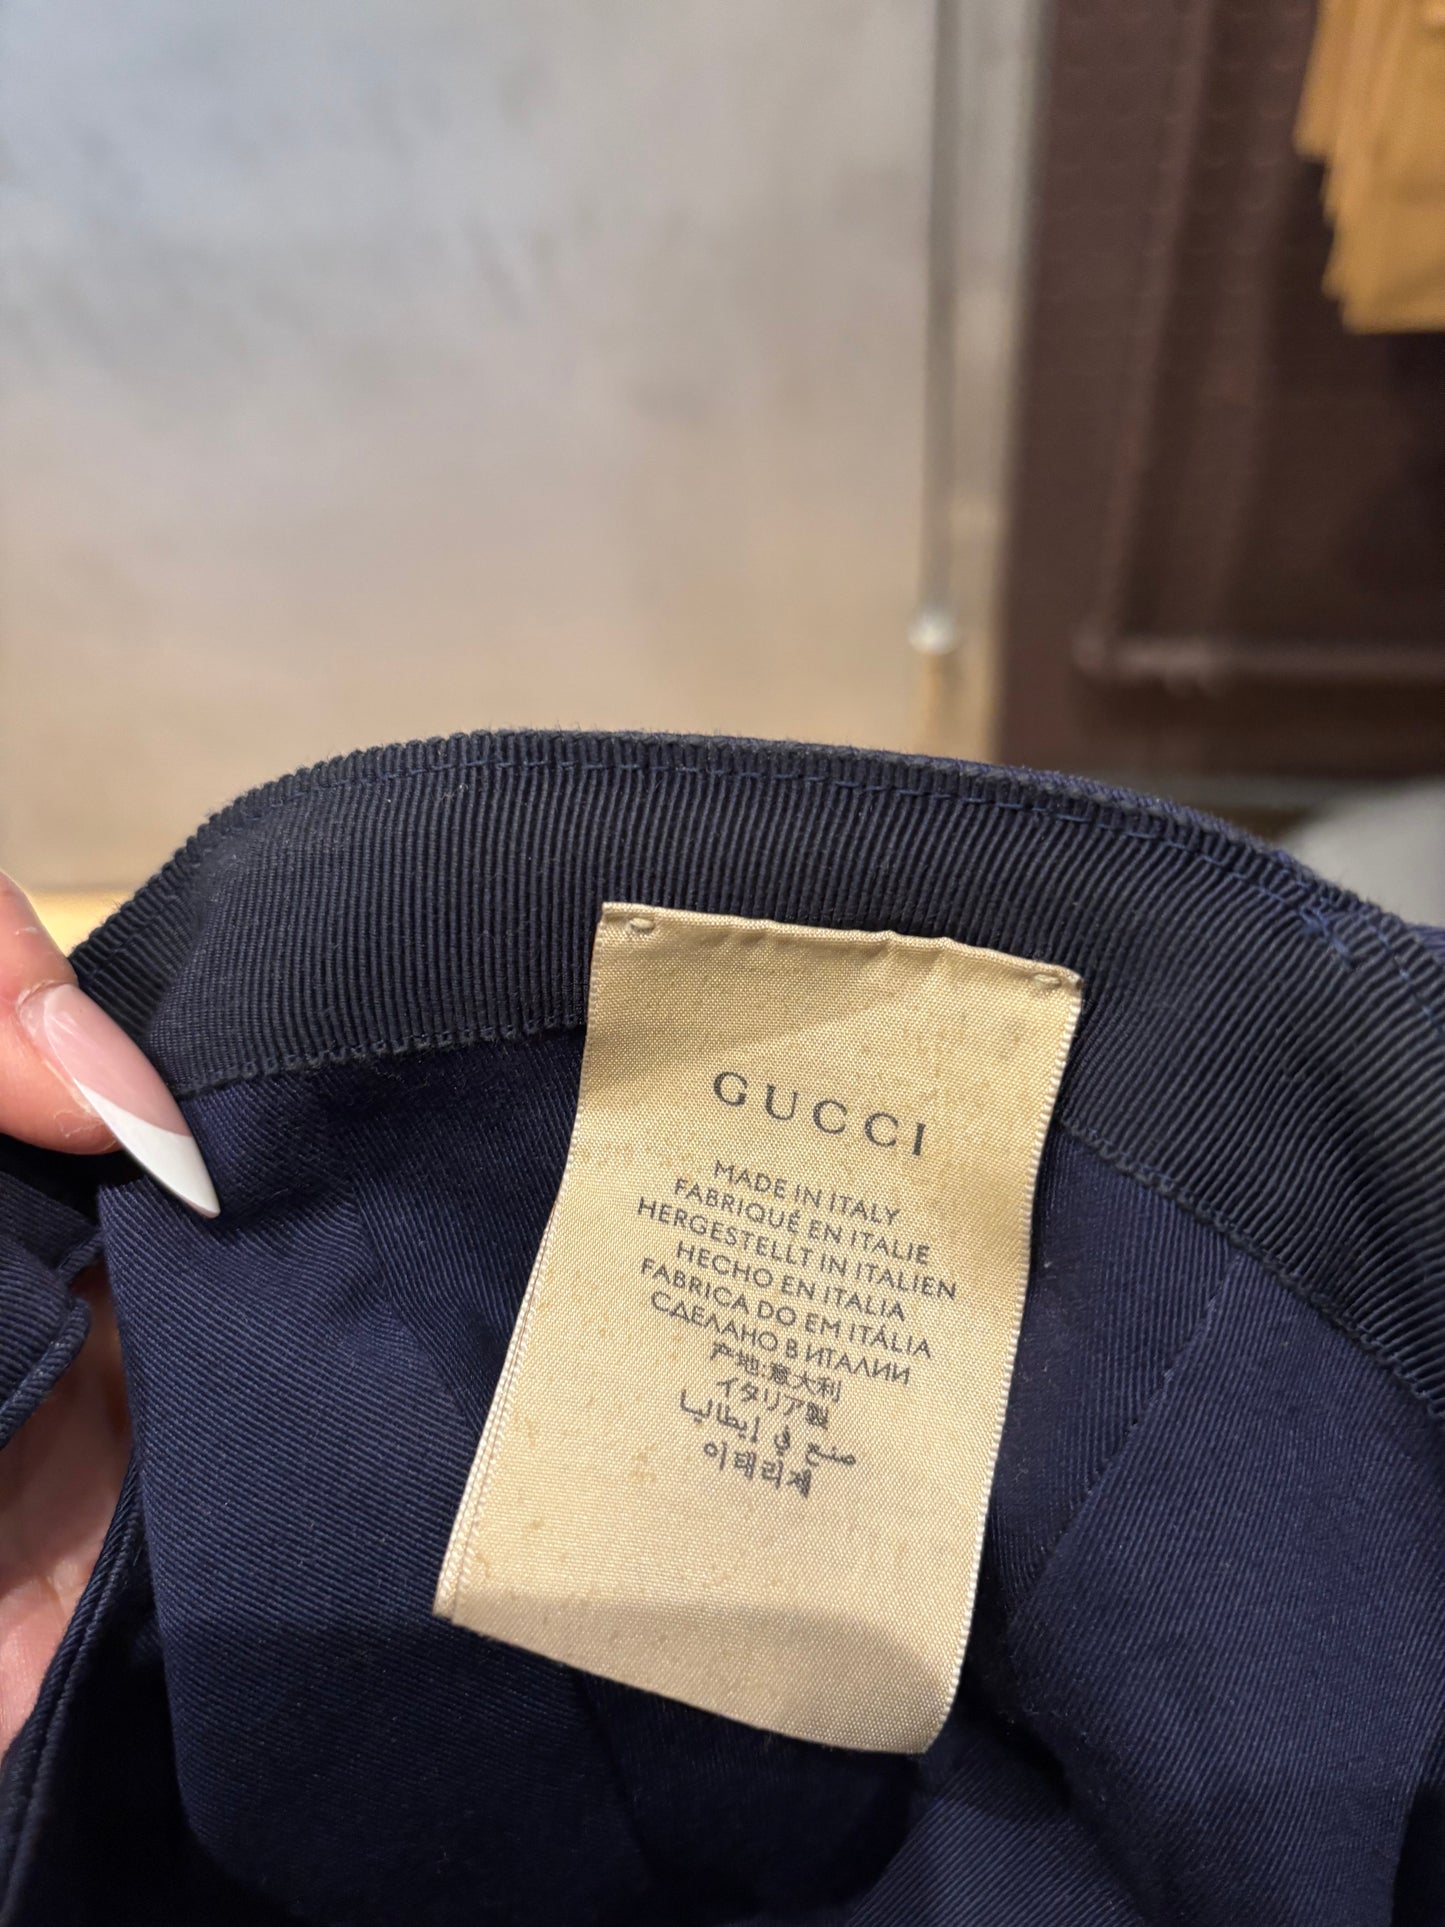 GUCCI
MADE IN ITALY
FABRIQUÉ EN ITALIE
HERGESTELLT IN ITALIEN
HECHO EN ITALIA
FABRICA DO EM ITÁLIA
СДЕЛАНО В ИТАЛИИ
产地:意大利
イタリア製
صنع في إيطاليا
이태리제